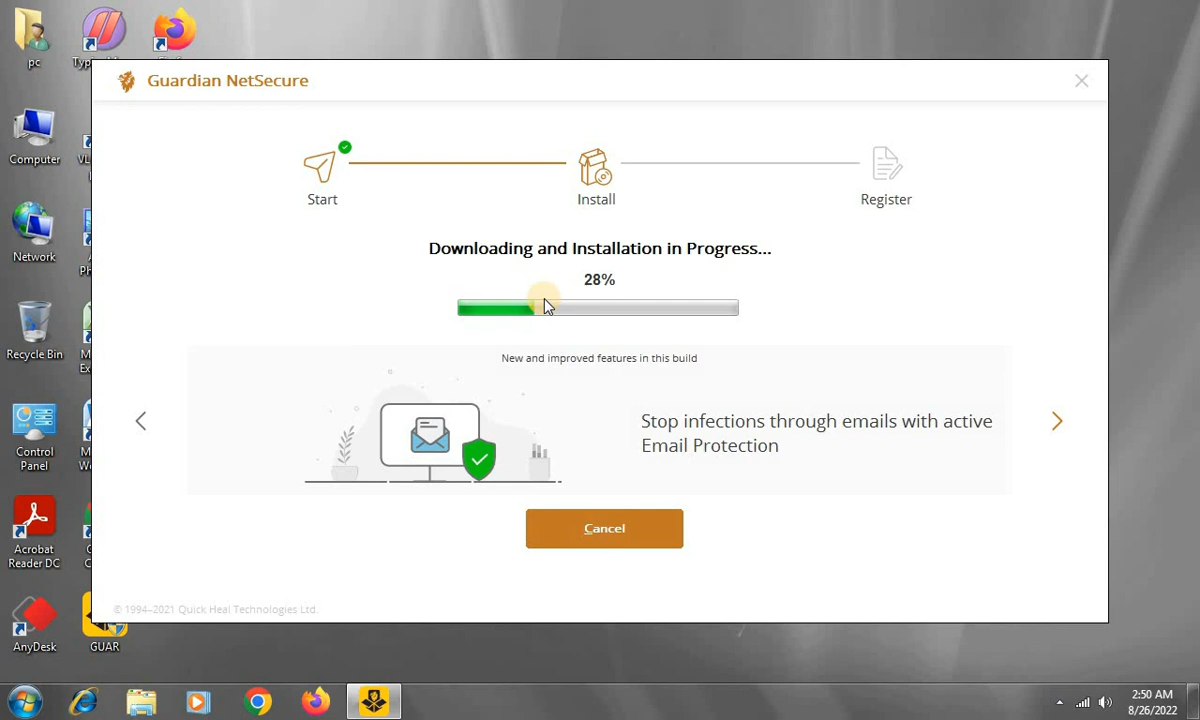 pc
Guardian NetSecure
Computer
Start
Install
Register
Network
Downloading and Installation in Progress...
28%
Recycle Bin
New and improved features in this build
Stop infections through emails with active
Email Protection
Control
Panel
Cancel
Acrobat
Reader DC
© 1994–2021 Quick Heal Technologies Ltd.
AnyDesk
GUAR
2:50 AM
8/26/2022